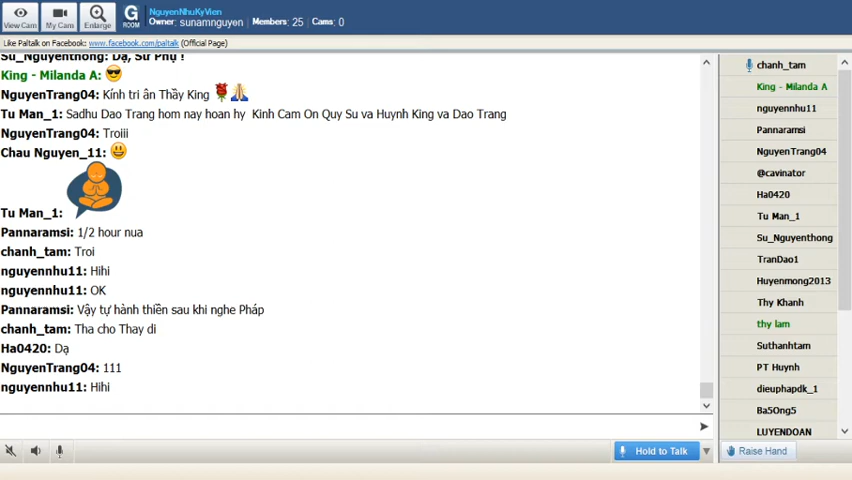 View Cam
My Cam
Enlarge
G ROOM
NguyenNhuKyVien
Owner: sunamnguyen Members: 25 Cams: 0
Like Paltalk on Facebook: www.facebook.com/paltalk (Official Page)
Su_Nguyenthong: Dạ, Sư Phụ !
King - Milanda A:
NguyenTrang04: Kính tri ân Thầy King
Tu Man_1: Sadhu Dao Trang hom nay hoan hy Kinh Cam On Quy Su va Huynh King va Dao Trang
NguyenTrang04: Troiii
Chau Nguyen_11:
Tu Man_1:
Pannaramsi: 1/2 hour nua
chanh_tam: Troi
nguyennhu11: Hihi
nguyennhu11: OK
Pannaramsi: Vậy tự hành thiền sau khi nghe Pháp
chanh_tam: Tha cho Thay di
Ha0420: Dạ
NguyenTrang04: 111
nguyennhu11: Hihi
Hold to Talk
chanh_tam
King - Milanda A
nguyennhu11
Pannaramsi
NguyenTrang04
@cavinator
Ha0420
Tu Man_1
Su_Nguyenthong
TranDao1
Huyenmong2013
Thy Khanh
thy lam
Suthanhtam
PT Huynh
dieuphapdk_1
Ba5Ong5
LUYENDOAN
Raise Hand